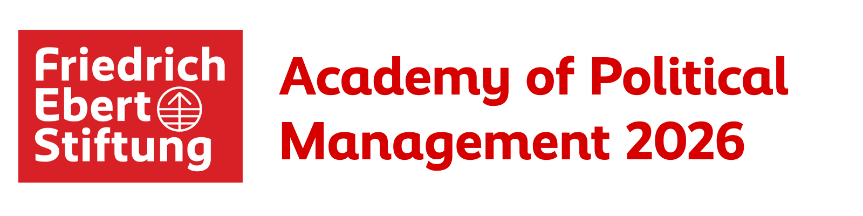 Friedrich
Ebert
Stiftung
Academy of Political
Management 2026